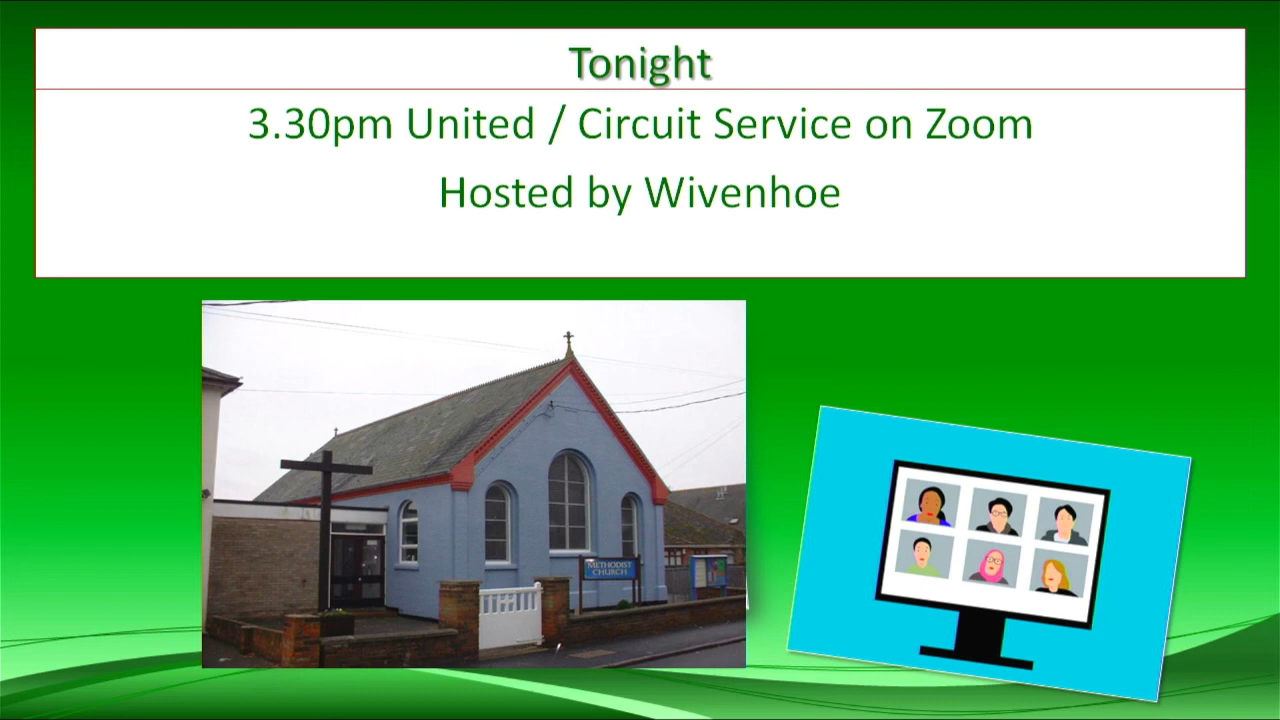 Tonight
3.30pm United / Circuit Service on Zoom
Hosted by Wivenhoe
METHODIST
CHURCH